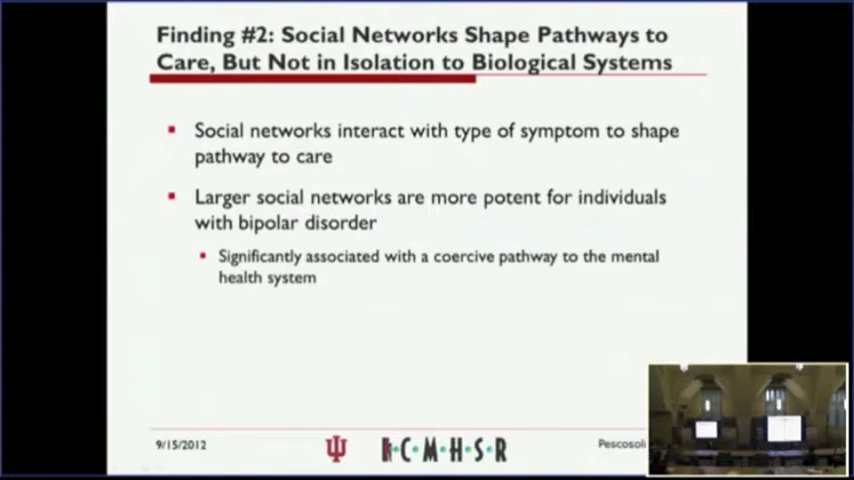 Finding #2: Social Networks Shape Pathways to
Care, But Not in Isolation to Biological Systems
Social networks interact with type of symptom to shape
pathway to care
Larger social networks are more potent for individuals
with bipolar disorder
Significantly associated with a coercive pathway to the mental
health system
9/15/2012
I·C·M·H·S·R
Pescosoli